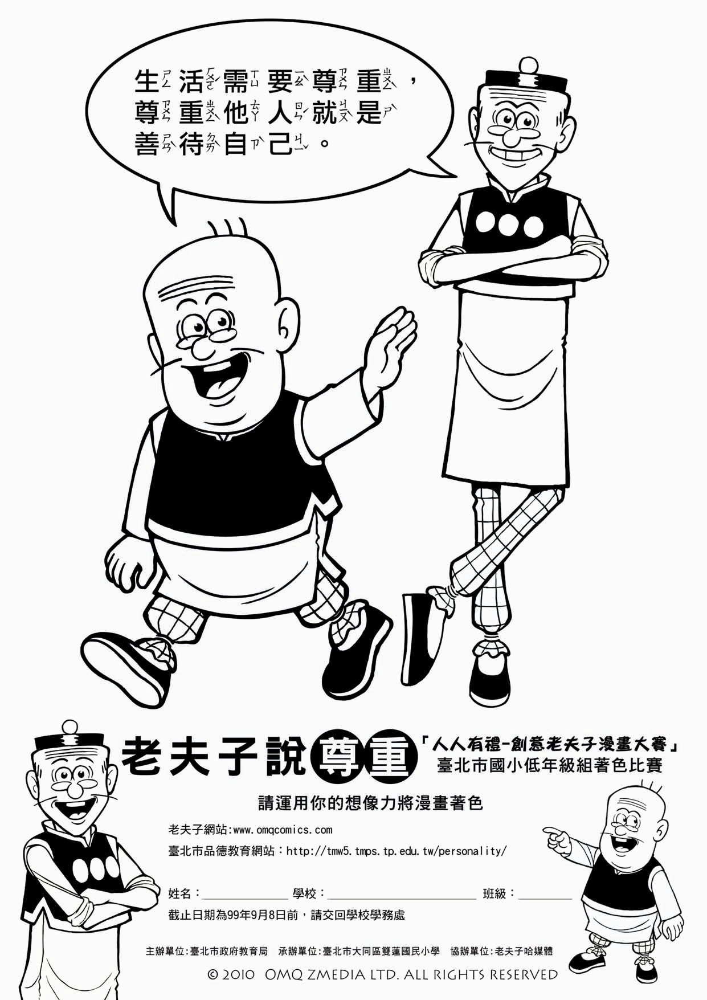 生活需要尊重，
尊重他人就是
善待自己。
老夫子說尊重
「人人有禮-創意老夫子漫畫大賽」
臺北市國小低年級組著色比賽
請運用你的想像力將漫畫著色
老夫子網站:www.omqcomics.com
臺北市品德教育網站：http://tmw5.tmps.tp.edu.tw/personality/
姓名：＿＿＿＿＿＿ 學校：＿＿＿＿＿＿＿＿＿＿ 班級：＿＿＿＿
截止日期為99年9月8日前，請交回學校學務處
主辦單位:臺北市政府教育局 承辦單位:臺北市大同區雙蓮國民小學 協辦單位:老夫子哈媒體
© 2010 OMQ ZMEDIA LTD. ALL RIGHTS RESERVED